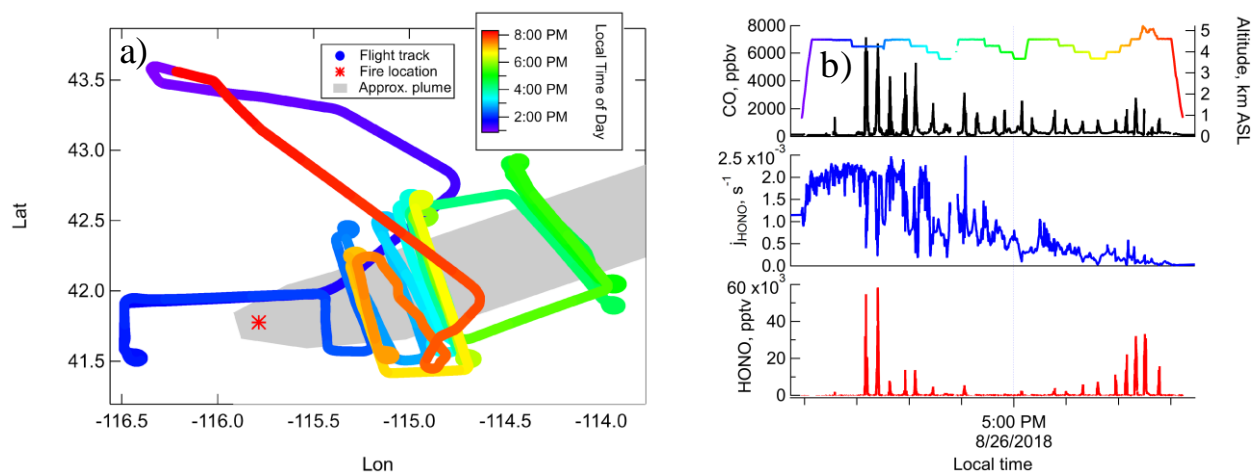 a)
Flight track
Fire location
Approx. plume
Local Time of Day
8:00 PM
6:00 PM
4:00 PM
2:00 PM
43.5
43.0
42.5
42.0
41.5
Lat
-116.5
-116.0
-115.5
-115.0
-114.5
-114.0
Lon
b)
8000
6000
4000
2000
0
CO, ppbv
5
4
3
2
1
0
Altitude, km ASL
2.5 x10⁻³
2.0
1.5
1.0
0.5
0.0
jHONO, s⁻¹
60 x10³
40
20
0
HONO, pptv
5:00 PM
8/26/2018
Local time